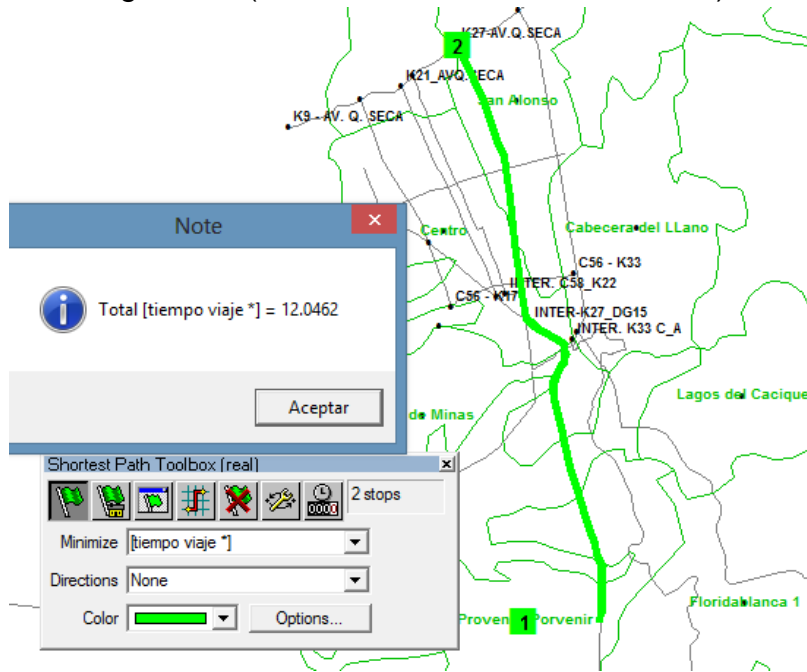 K27-AV.Q.SECA
2
K21_AVQ.SECA
San Alonso
K9 - AV. Q. SECA
Note
Centro
Cabecera del LLano
C56 - K33
INTER. C58_K22
C56 - K17
Total [tiempo viaje *] = 12.0462
INTER-K27_DG15
INTER. K33 C_A
Aceptar
Lagos del Cacique
de Minas
Shortest Path Toolbox (real)
2 stops
Minimize [tiempo viaje *]
Directions None
Color Options...
Floridablanca 1
Proven 1 Porvenir